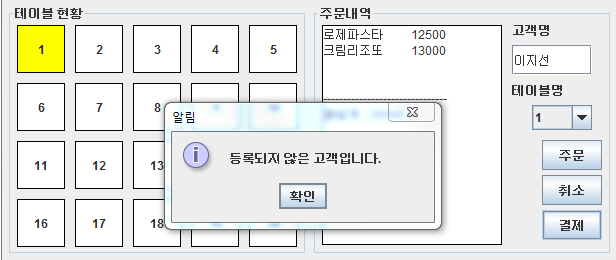 테이블 현황
1 2 3 4 5
6 7 8
11 12 13
16 17 18 19 20
주문내역
로제파스타 12500
크림리조또 13000
고객명
이지선
테이블명
1
주문
취소
결제
알림
등록되지 않은 고객입니다.
확인